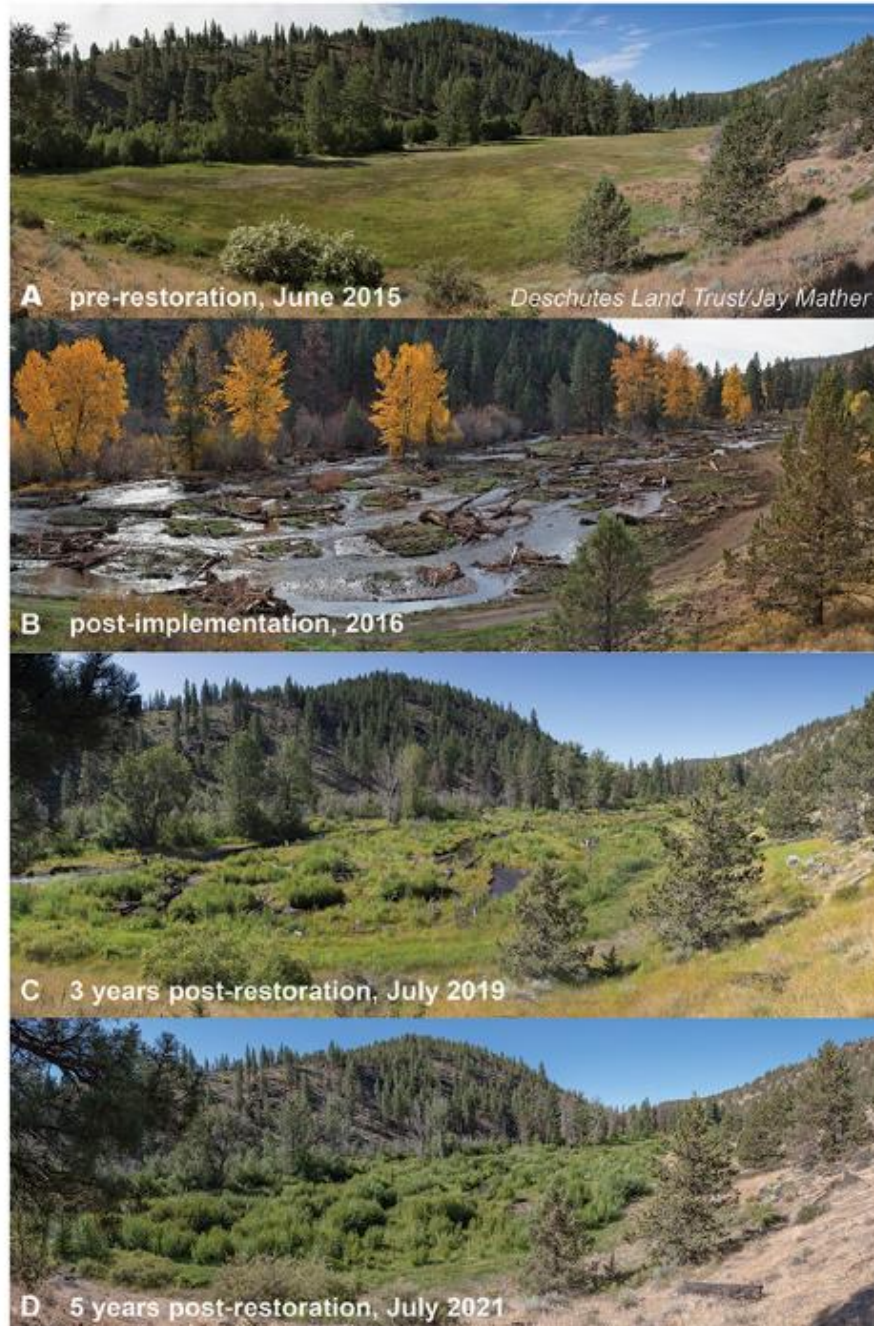 A pre-restoration, June 2015 Deschutes Land Trust/Jay Mather
B post-implementation, 2016
C 3 years post-restoration, July 2019
D 5 years post-restoration, July 2021